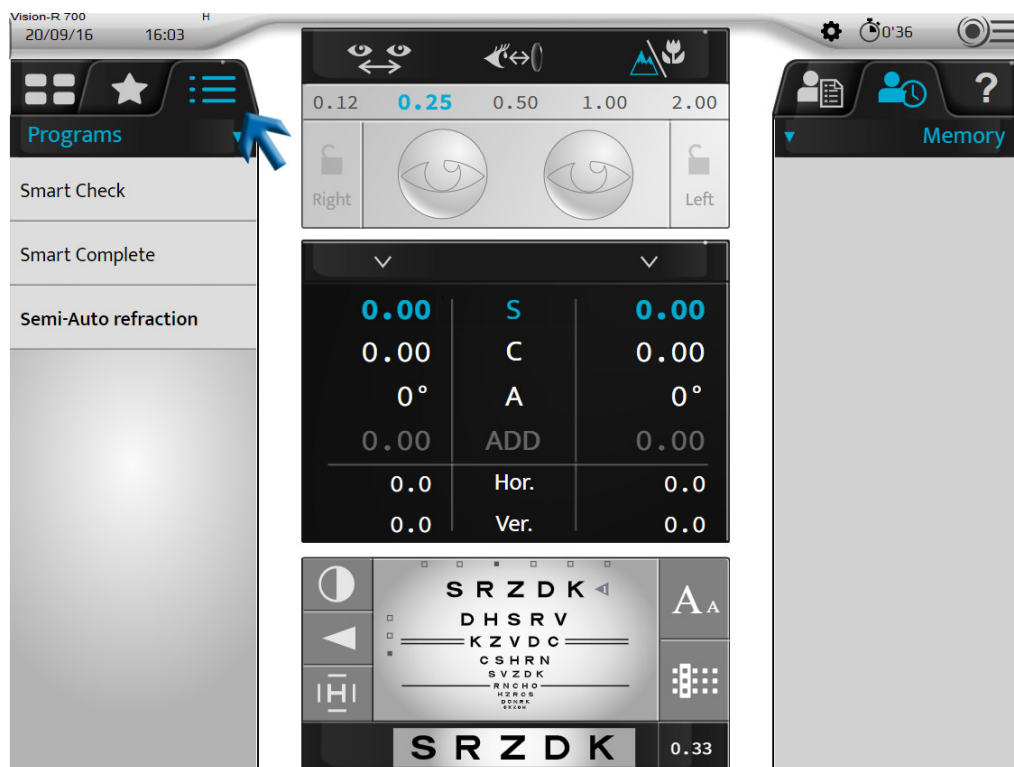 Vision-R 700 H
20/09/16 16:03
0'36
Programs
Smart Check
Smart Complete
Semi-Auto refraction
0.12 0.25 0.50 1.00 2.00
Right Left
0.00 S 0.00
0.00 C 0.00
0° A 0°
0.00 ADD 0.00
0.0 Hor. 0.0
0.0 Ver. 0.0
S R Z D K 1
D H S R V
K Z V D C
C S H R N
S V Z D K
R N C H O
H Z R O S
H
A A
S R Z D K 0.33
?
Memory